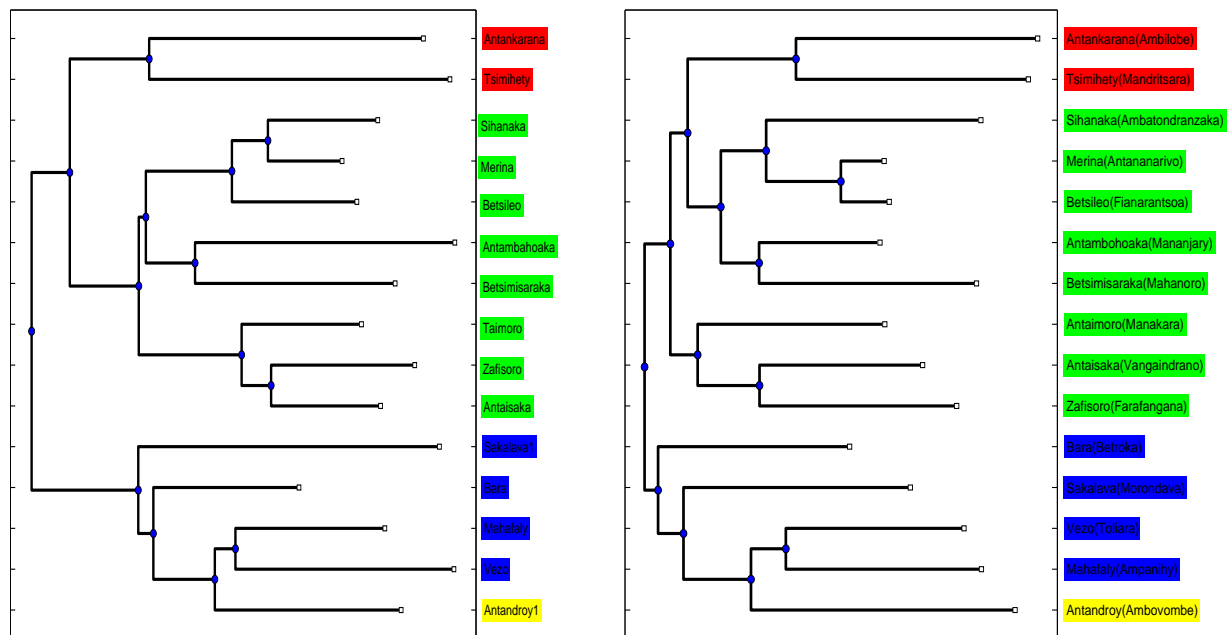 Antankarana
Tsimihety
Sihanaka
Merina
Betsileo
Antambahoaka
Betsimisaraka
Taimoro
Zafisoro
Antaisaka
Sakalava1
Bara
Mahafaly
Vezo
Antandroy1
Antankarana(Ambilobe)
Tsimihety(Mandritsara)
Sihanaka(Ambatondranzaka)
Merina(Antananarivo)
Betsileo(Fianarantsoa)
Antambohoaka(Mananjary)
Betsimisaraka(Mahanoro)
Antaimoro(Manakara)
Antaisaka(Vangaindrano)
Zafisoro(Farafangana)
Bara(Betroka)
Sakalava(Morondava)
Vezo(Toliara)
Mahafaly(Ampanihy)
Antandroy(Ambovombe)